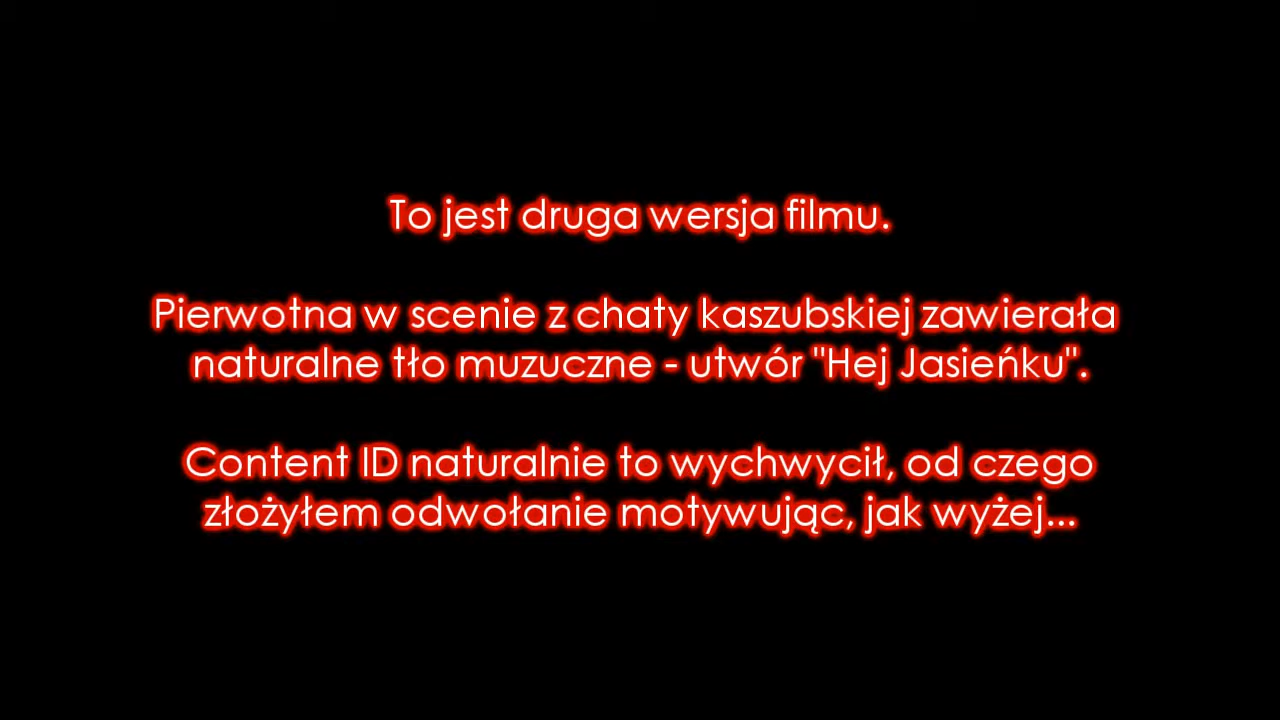 To jest druga wersja filmu.
Pierwotna w scenie z chaty kaszubskiej zawierała
naturalne tło muzuczne - utwór "Hej Jasieńku".
Content ID naturalnie to wychwycił, od czego
złożyłem odwołanie motywując, jak wyżej...